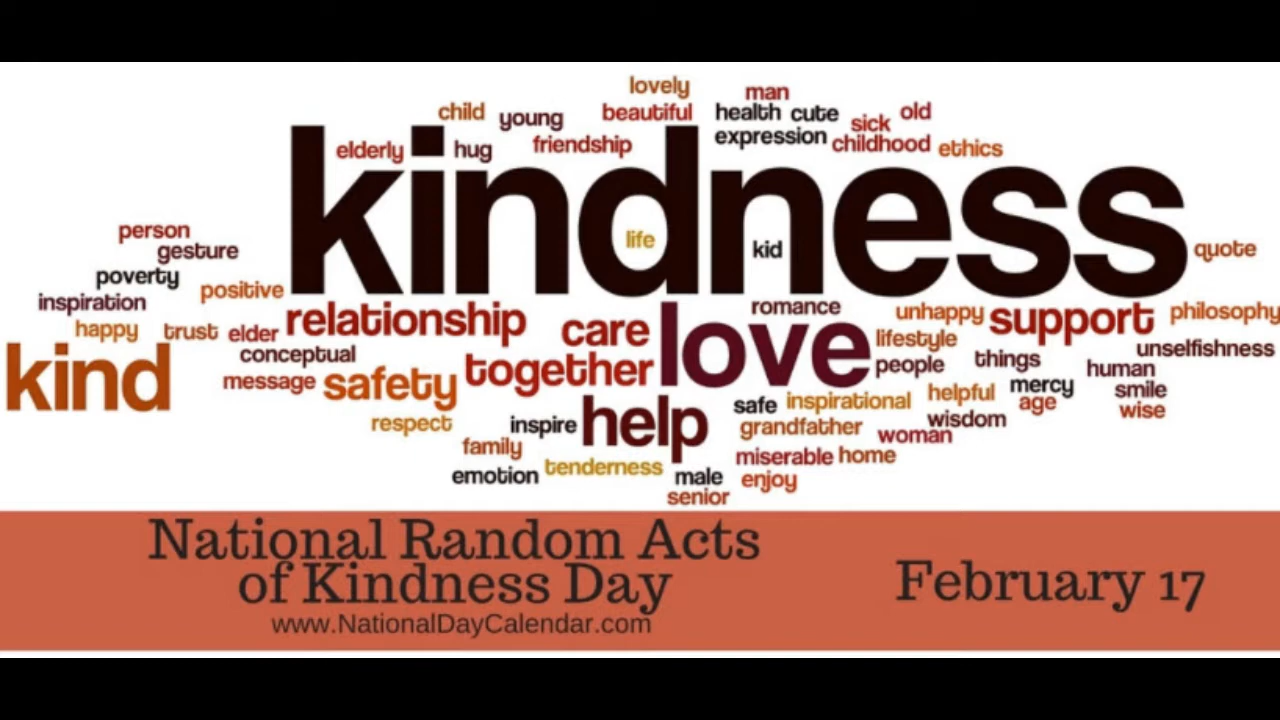 lovely
man
child young beautiful health cute sick old
elderly hug friendship expression childhood ethics
kindness
life kid
person
gesture
quote
poverty
positive
inspiration
happy trust elder relationship care love romance unhappy support philosophy
conceptual lifestyle
kind message safety together people things human unselfishness
respect inspire help safe inspirational helpful mercy smile
age wise
grandfather wisdom
family woman
emotion tenderness male miserable home
senior enjoy
National Random Acts
of Kindness Day
February 17
www.NationalDayCalendar.com